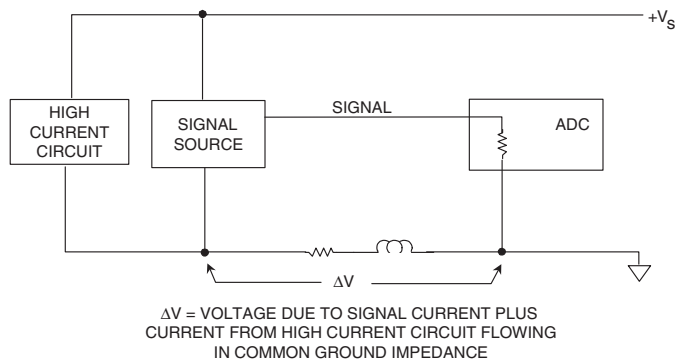 +VS
HIGH
CURRENT
CIRCUIT
SIGNAL
SOURCE
SIGNAL
ADC
ΔV
ΔV = VOLTAGE DUE TO SIGNAL CURRENT PLUS
CURRENT FROM HIGH CURRENT CIRCUIT FLOWING
IN COMMON GROUND IMPEDANCE